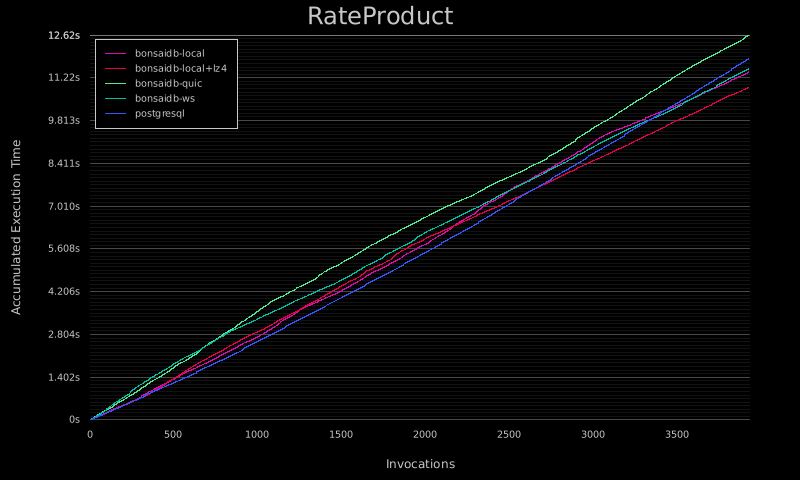 RateProduct
12.62s
11.22s
9.813s
8.411s
7.010s
5.608s
4.206s
2.804s
1.402s
0s
Accumulated Execution Time
bonsaidb-local
bonsaidb-local+lz4
bonsaidb-quic
bonsaidb-ws
postgresql
0 500 1000 1500 2000 2500 3000 3500
Invocations